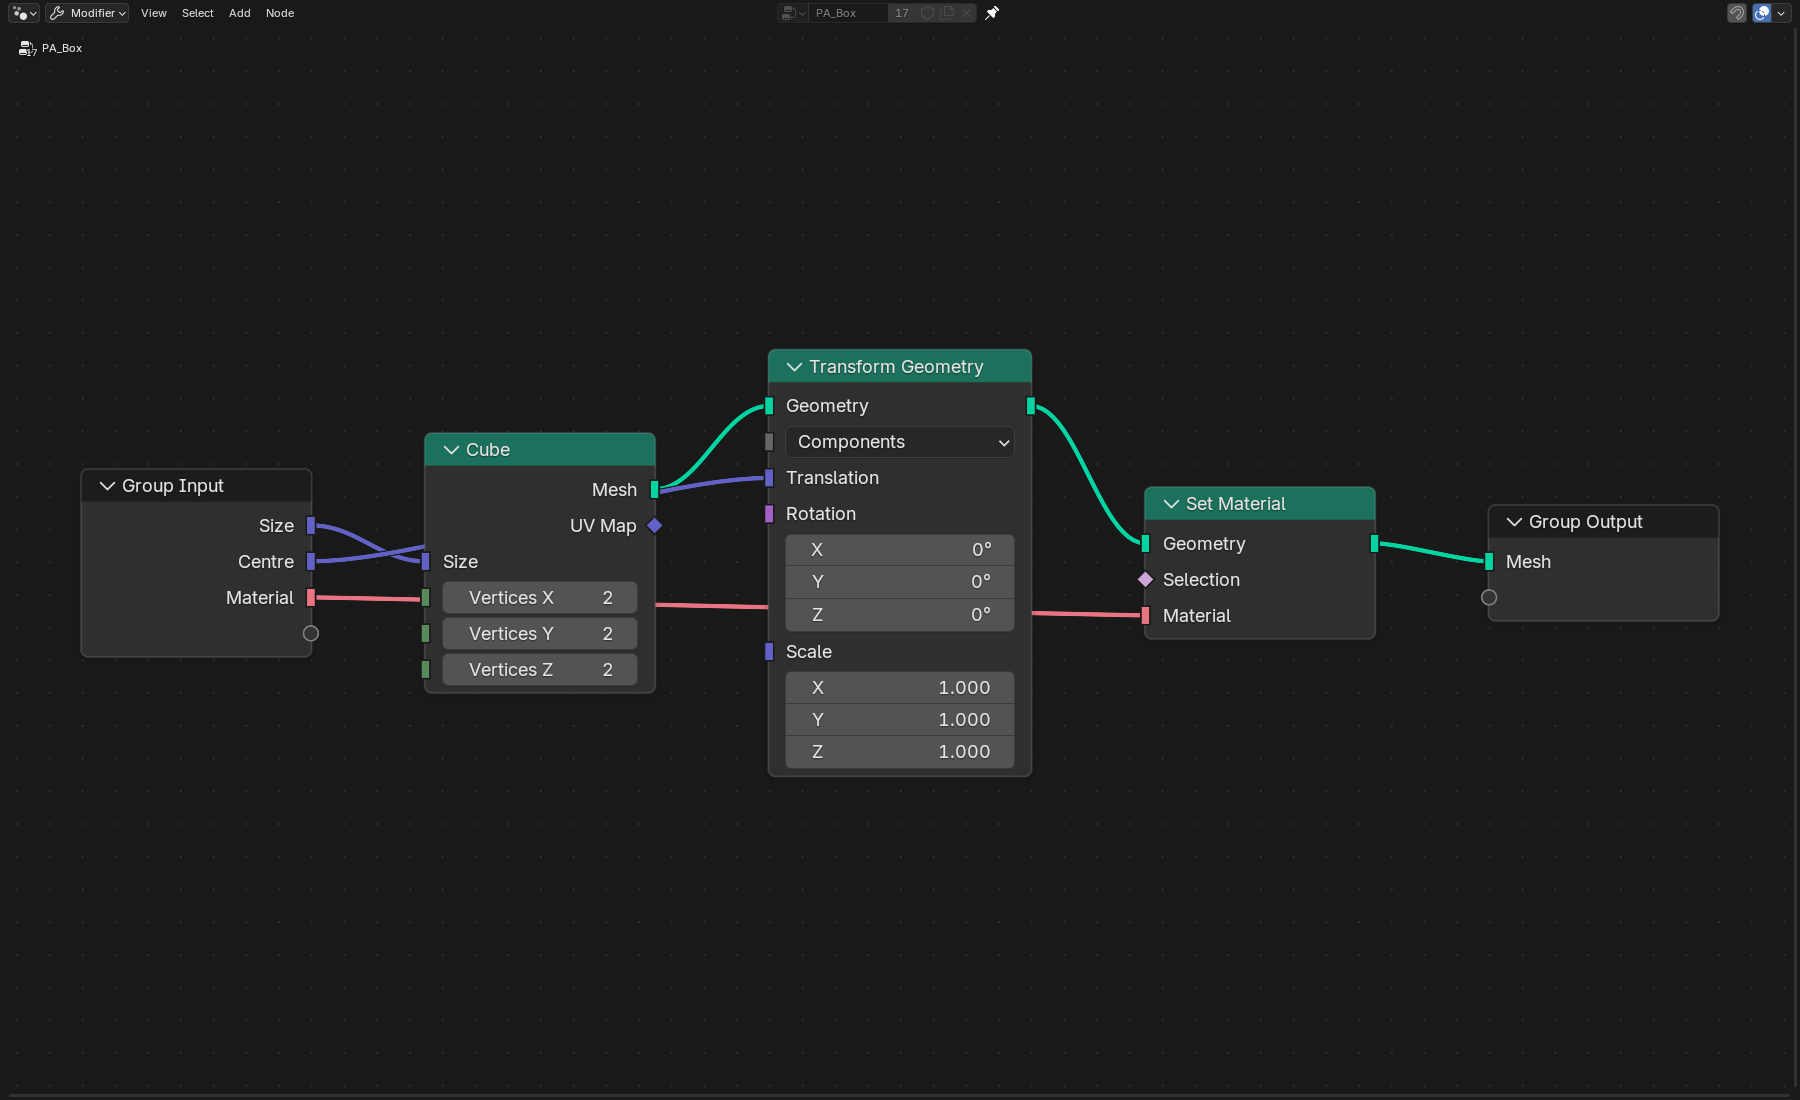 Modifier View Select Add Node PA_Box 17
17 PA_Box
Group Input
Size
Centre
Material
Cube
Mesh
UV Map
Size
Vertices X 2
Vertices Y 2
Vertices Z 2
Transform Geometry
Geometry
Components
Translation
Rotation
X 0°
Y 0°
Z 0°
Scale
X 1.000
Y 1.000
Z 1.000
Set Material
Geometry
Selection
Material
Group Output
Mesh